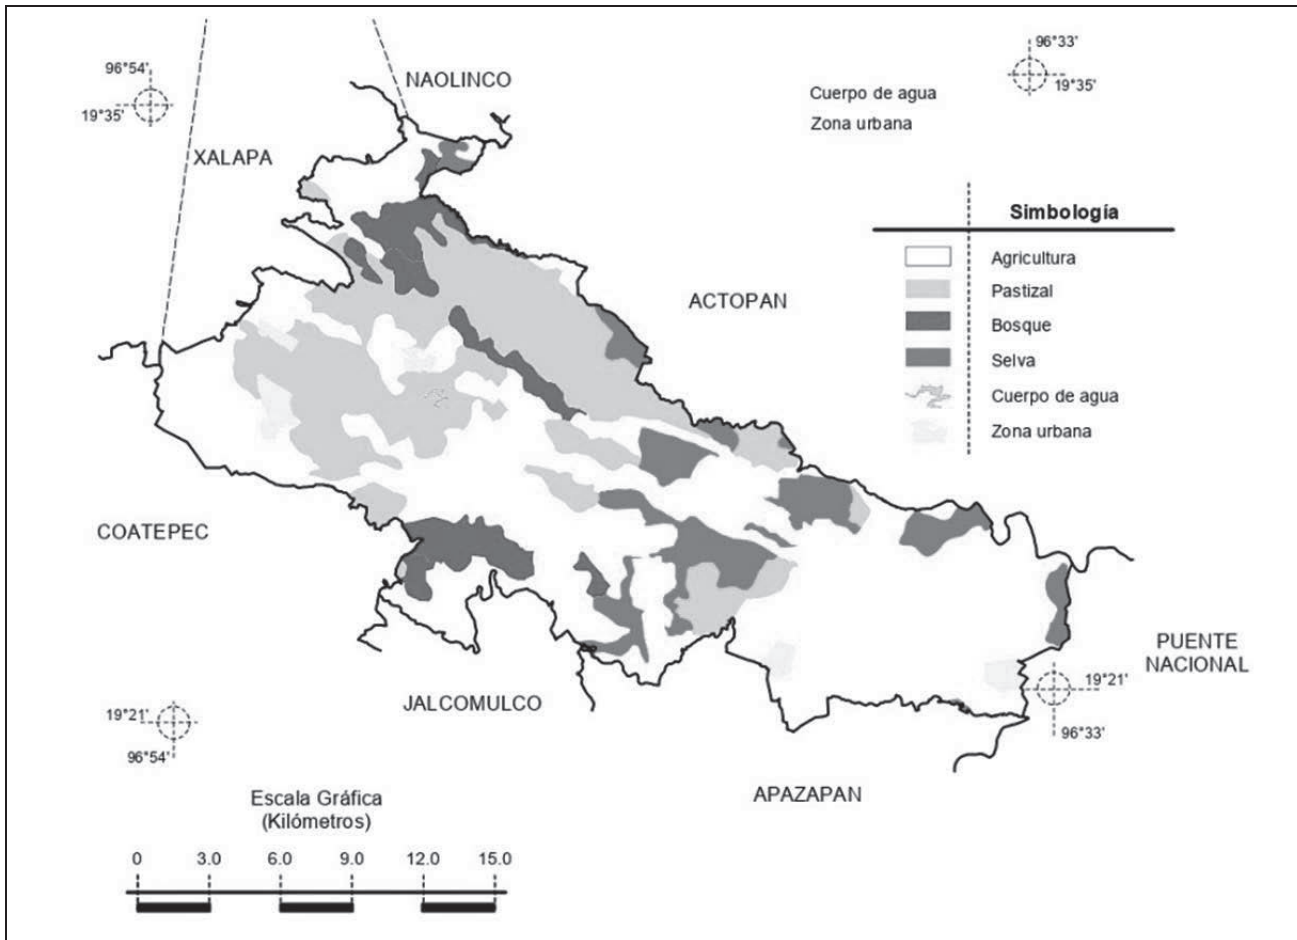 96°33'
96°54'
NAOLINCO
19°35'
Cuerpo de agua
19°35'
Zona urbana
XALAPA
Simbología
Agricultura
Pastizal
ACTOPAN
Bosque
Selva
Cuerpo de agua
Zona urbana
COATEPEC
PUENTE
NACIONAL
19°21'
JALCOMULCO
19°21'
96°33'
96°54'
APAZAPAN
Escala Gráfica
(Kilómetros)
0 3.0 6.0 9.0 12.0 15.0